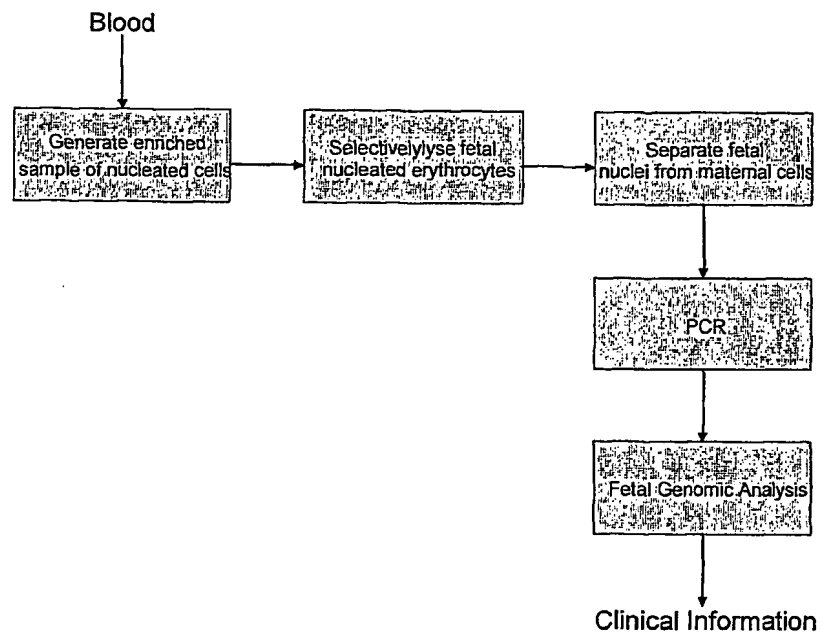 Blood
Generate enriched
sample of nucleated cells
Selectivelylyse fetal
nucleated erythrocytes
Separate fetal
nuclei from maternal cells
PCR
Fetal Genomic Analysis
Clinical Information